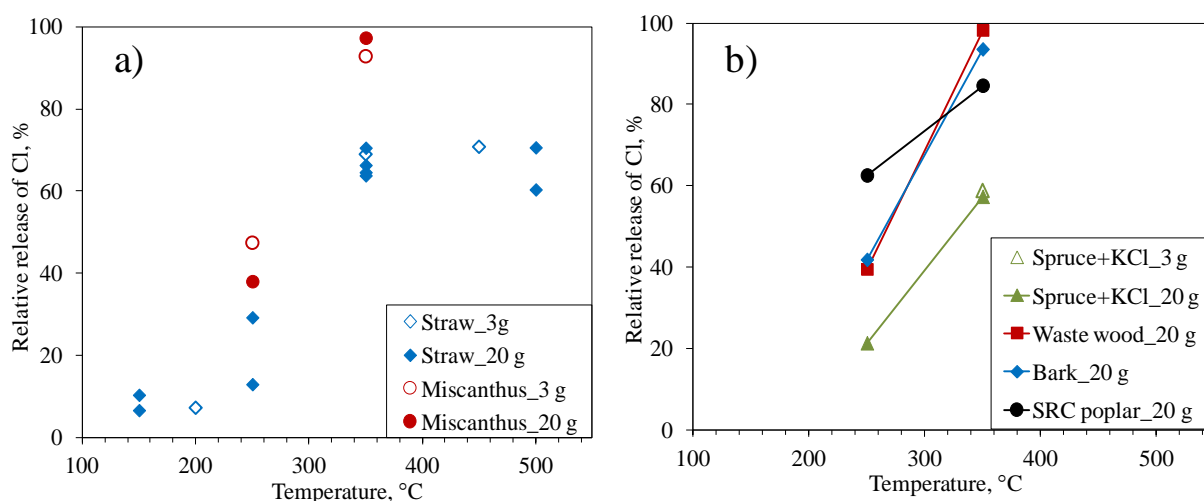 a)
Relative release of Cl, %
100
80
60
40
20
0
100
200
300
400
500
Temperature, °C
Straw_3g
Straw_20 g
Miscanthus_3 g
Miscanthus_20 g
b)
Relative release of Cl, %
100
80
60
40
20
0
100
200
300
400
500
Temperature, °C
Spruce+KCl_3 g
Spruce+KCl_20 g
Waste wood_20 g
Bark_20 g
SRC poplar_20 g